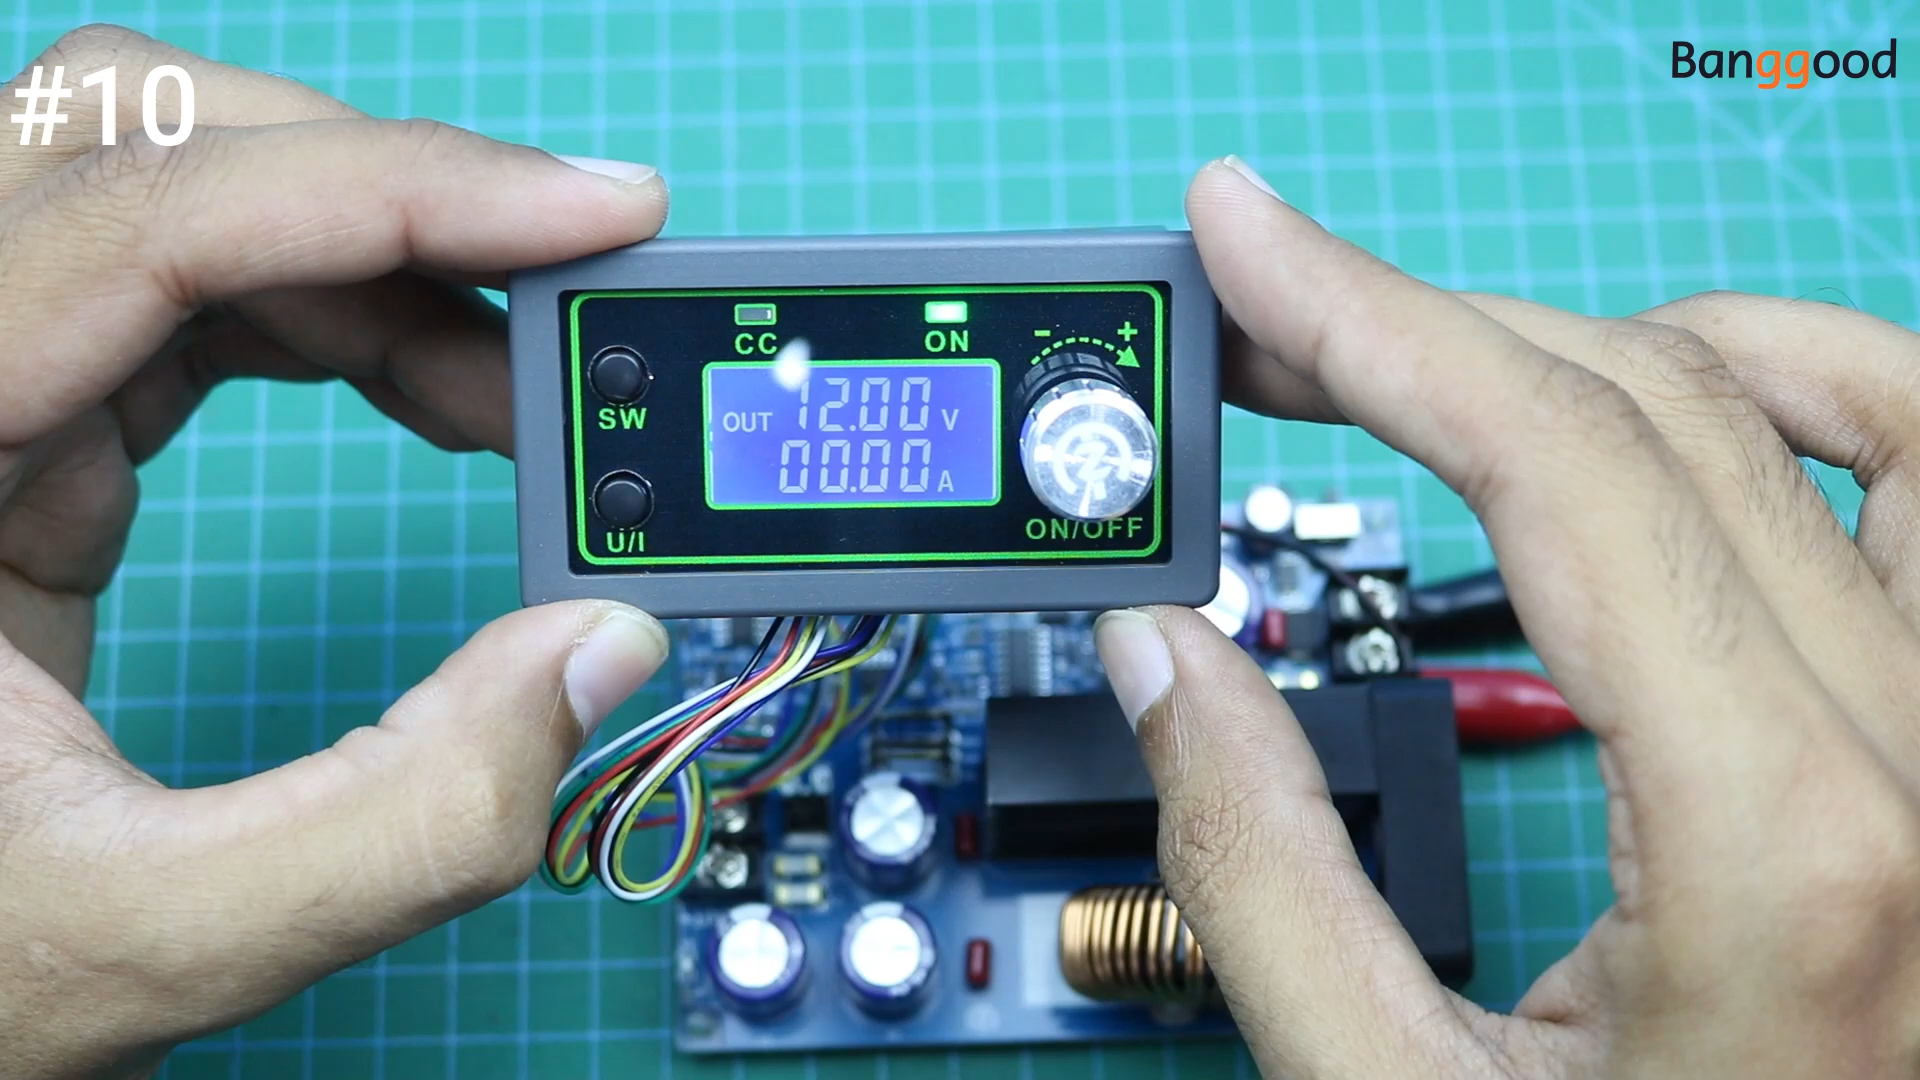 #10
Banggood
CC
ON
- +
SW
OUT 12.00 V
00.00 A
U/I
ON/OFF